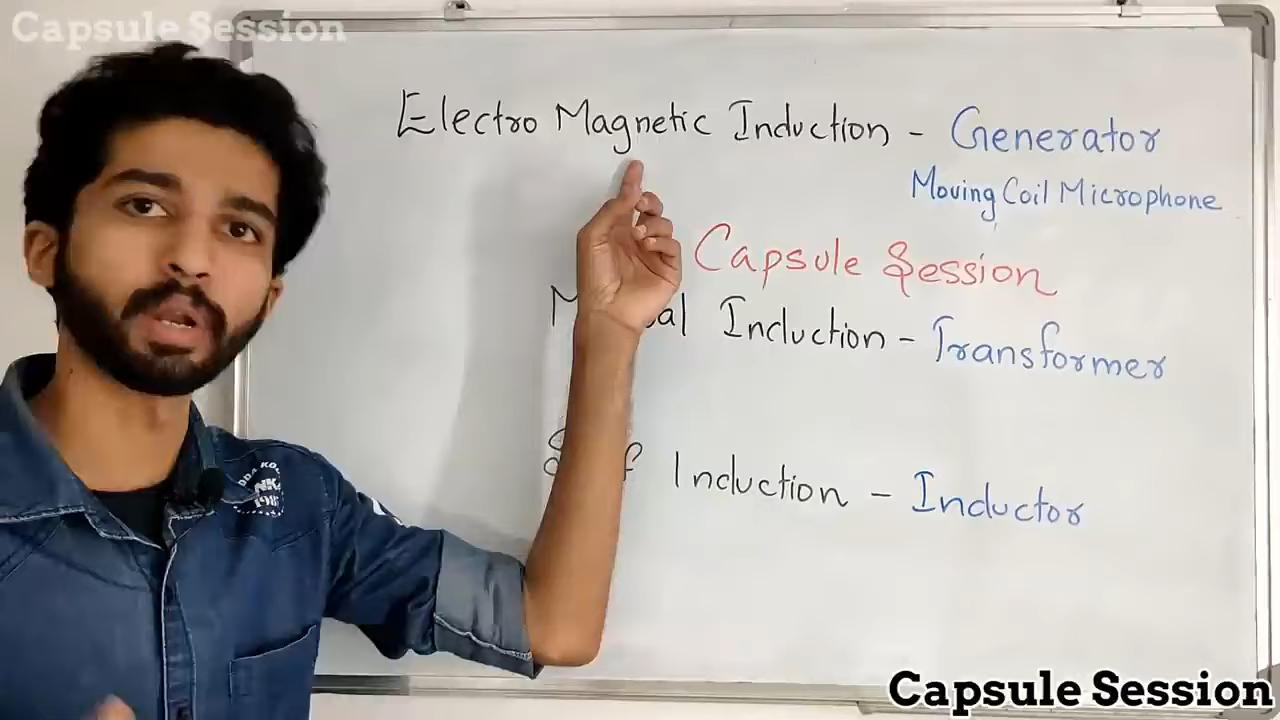 Capsule Session
Electro Magnetic Induction - Generator
Moving Coil Microphone
Capsule Session
Induction - Transformer
Induction - Inductor
Capsule Session